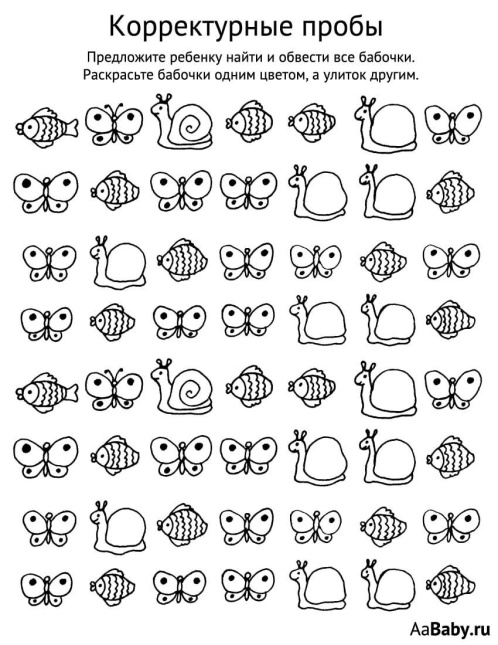 Корректурные пробы
Предложите ребенку найти и обвести все бабочки.
Раскрасьте бабочки одним цветом, а улиток другим.
AaBaby.ru